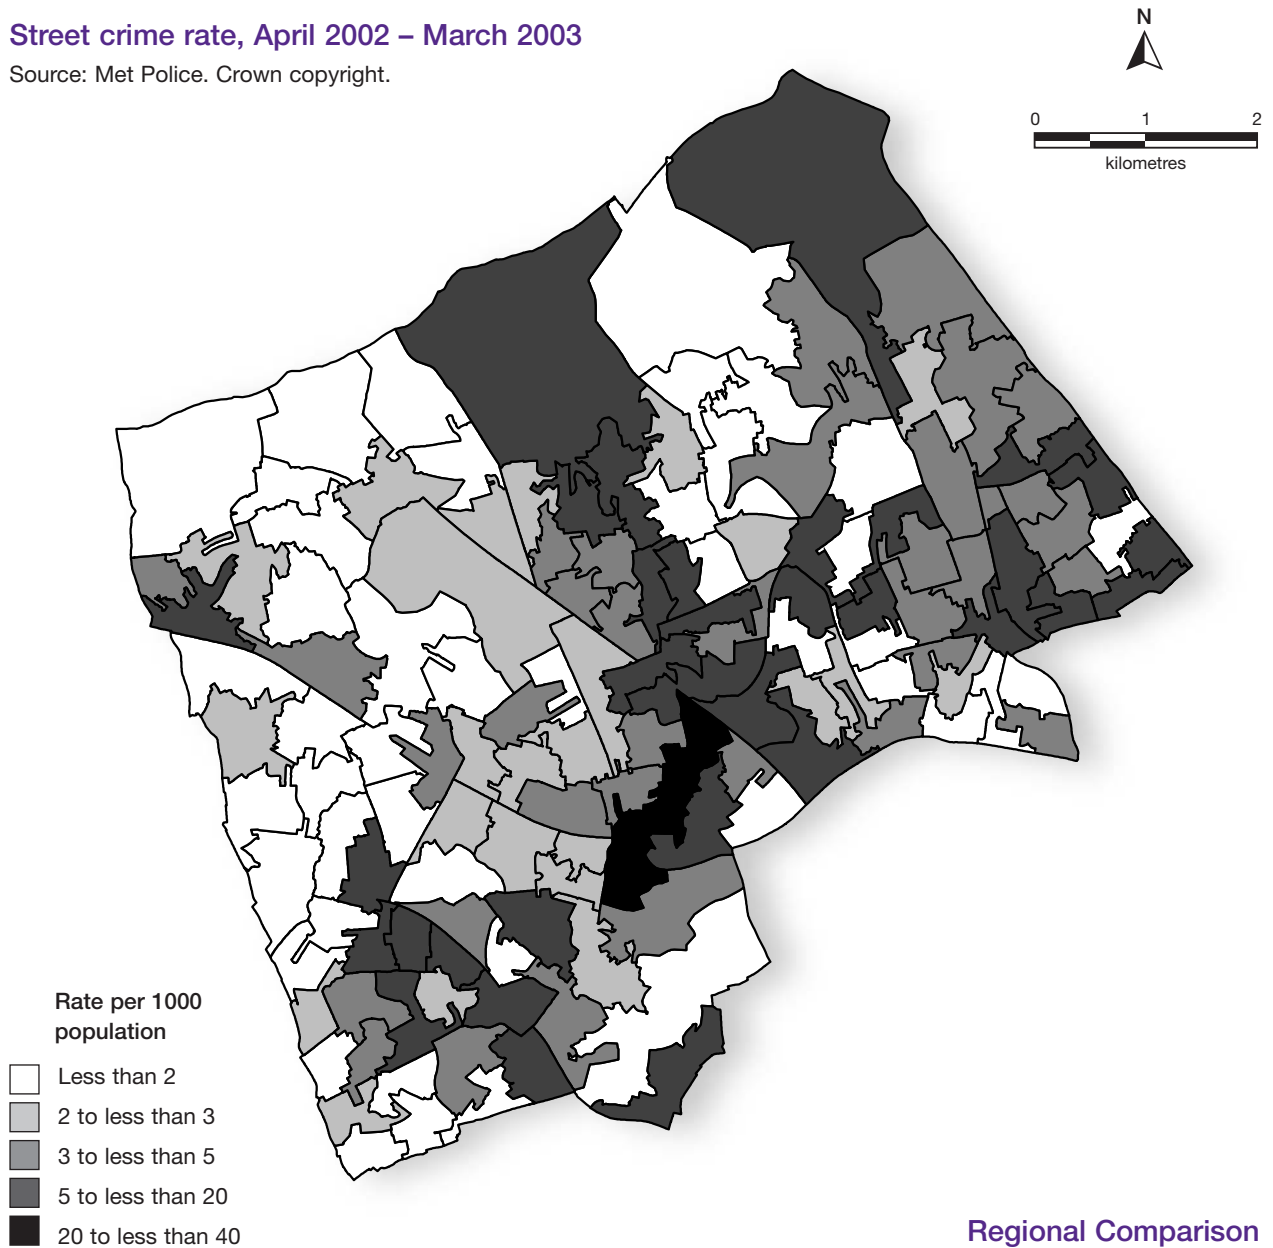 Street crime rate, April 2002 – March 2003
Source: Met Police. Crown copyright.
N
0 1 2
kilometres
Rate per 1000
population
Less than 2
2 to less than 3
3 to less than 5
5 to less than 20
20 to less than 40
Regional Comparison